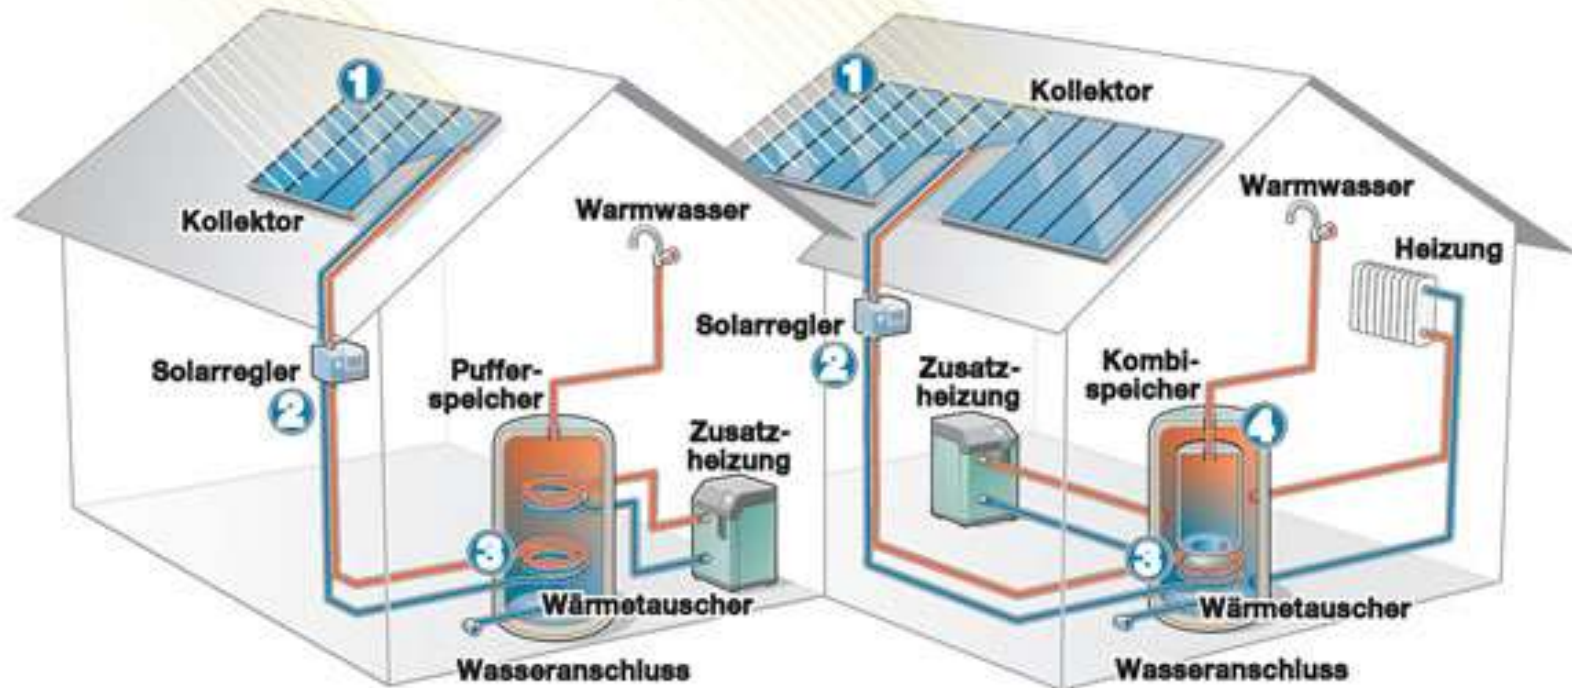 1
Kollektor
Solarregler
2
Warmwasser
Puffer-
speicher
Zusatz-
heizung
3
Wärmetauscher
Wasseranschluss
1
Kollektor
Solarregler
2
Warmwasser
Heizung
Zusatz-
heizung
Kombi-
speicher
4
3
Wärmetauscher
Wasseranschluss